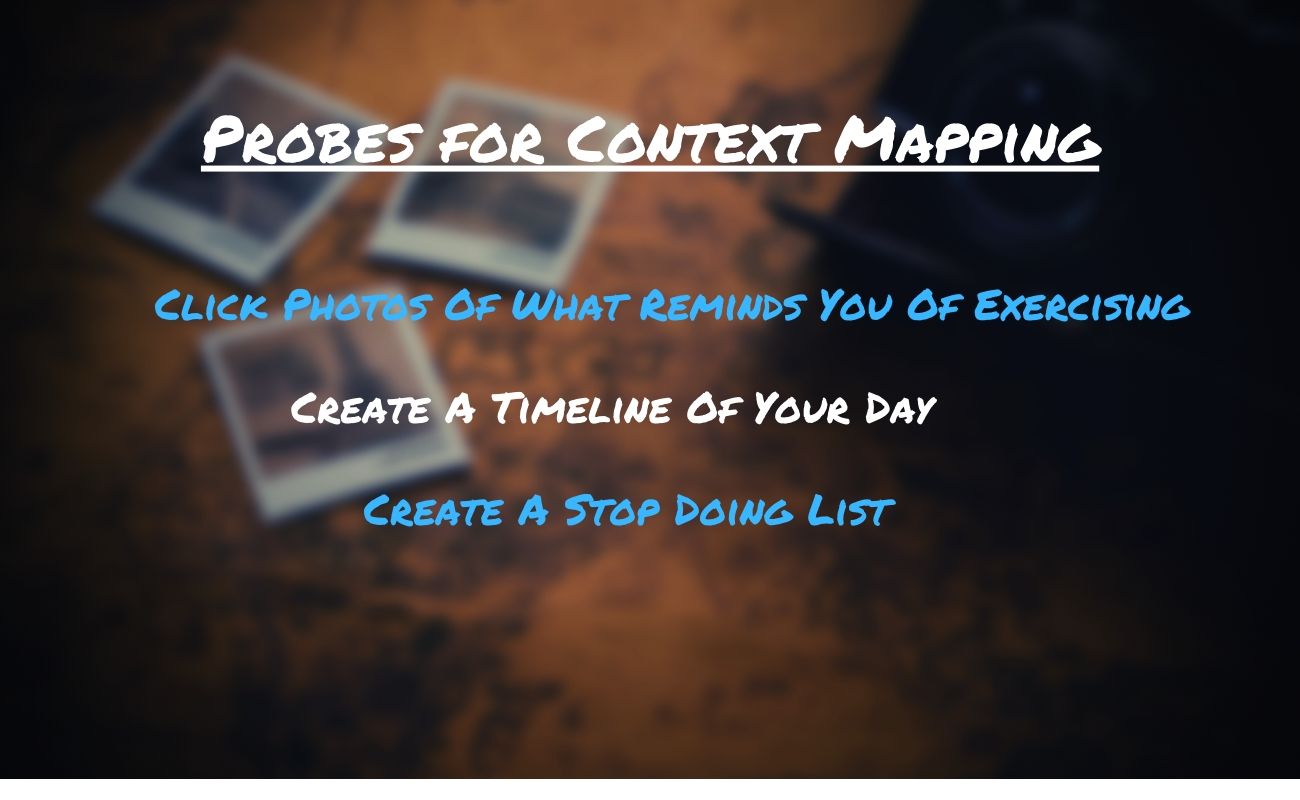 Probes for Context Mapping
Click Photos Of What Reminds You Of Exercising
Create A Timeline Of Your Day
Create A Stop Doing List